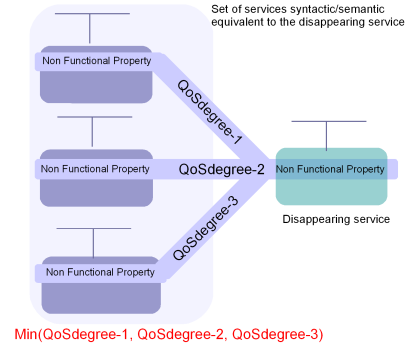 Set of services syntactic/semantic
equivalent to the disappearing service
Non Functional Property
QoSdegree-1
Non Functional Property
QoSdegree-2
Non Functional Property
QoSdegree-3
Non Functional Property
Disappearing service
Min(QoSdegree-1, QoSdegree-2, QoSdegree-3)